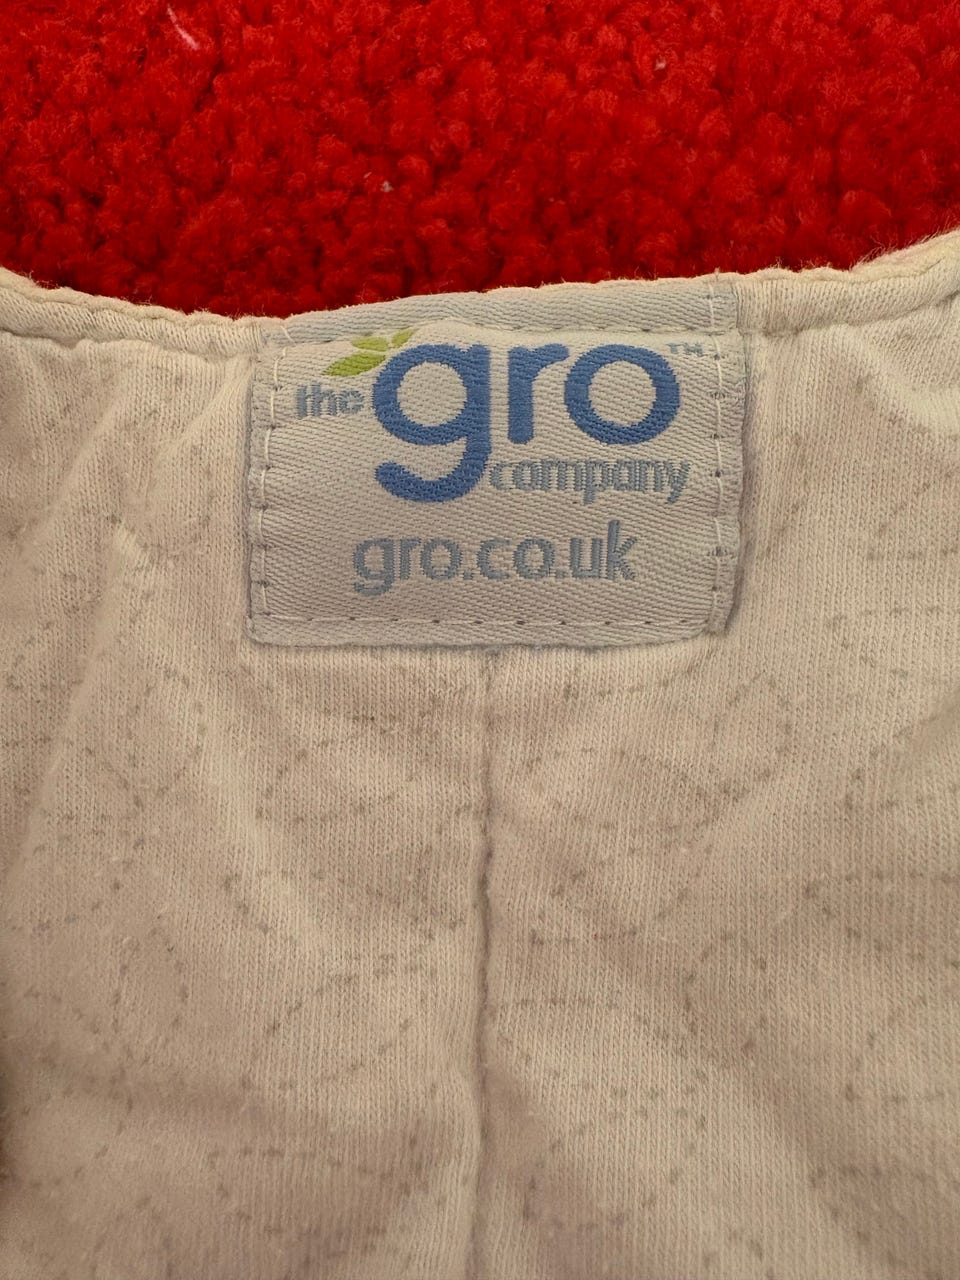 the gro™
company
gro.co.uk